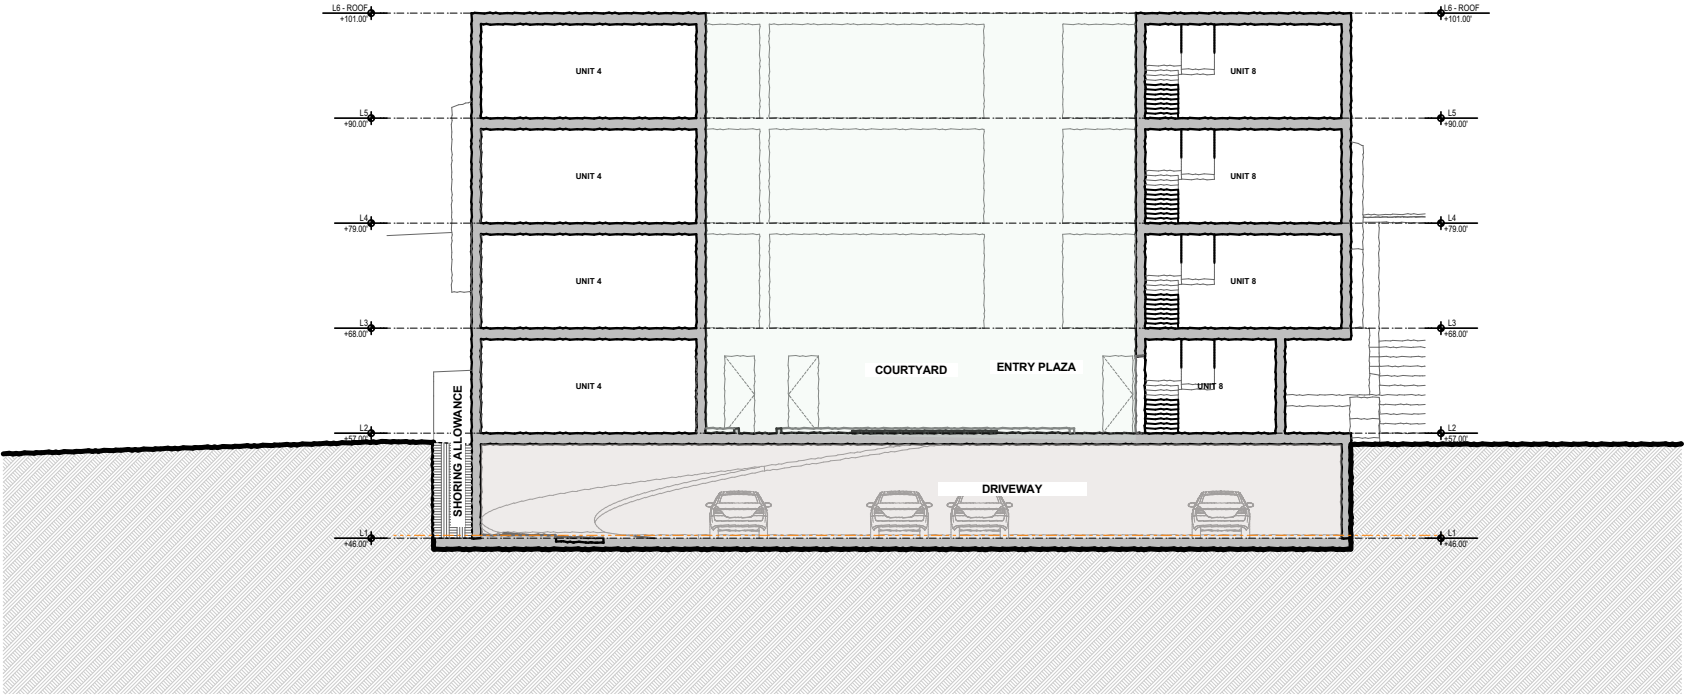 L6 - ROOF
+101.00'
L6 - ROOF
+101.00'
UNIT 4
UNIT 8
L5
+90.00'
L5
+90.00'
UNIT 4
UNIT 8
L4
+79.00'
L4
+79.00'
UNIT 4
UNIT 8
L3
+68.00'
L3
+68.00'
COURTYARD
ENTRY PLAZA
UNIT 4
UNIT 8
L2
+57.00'
L2
+57.00'
SHORING ALLOWANCE
DRIVEWAY
L1
+46.00'
L1
+46.00'